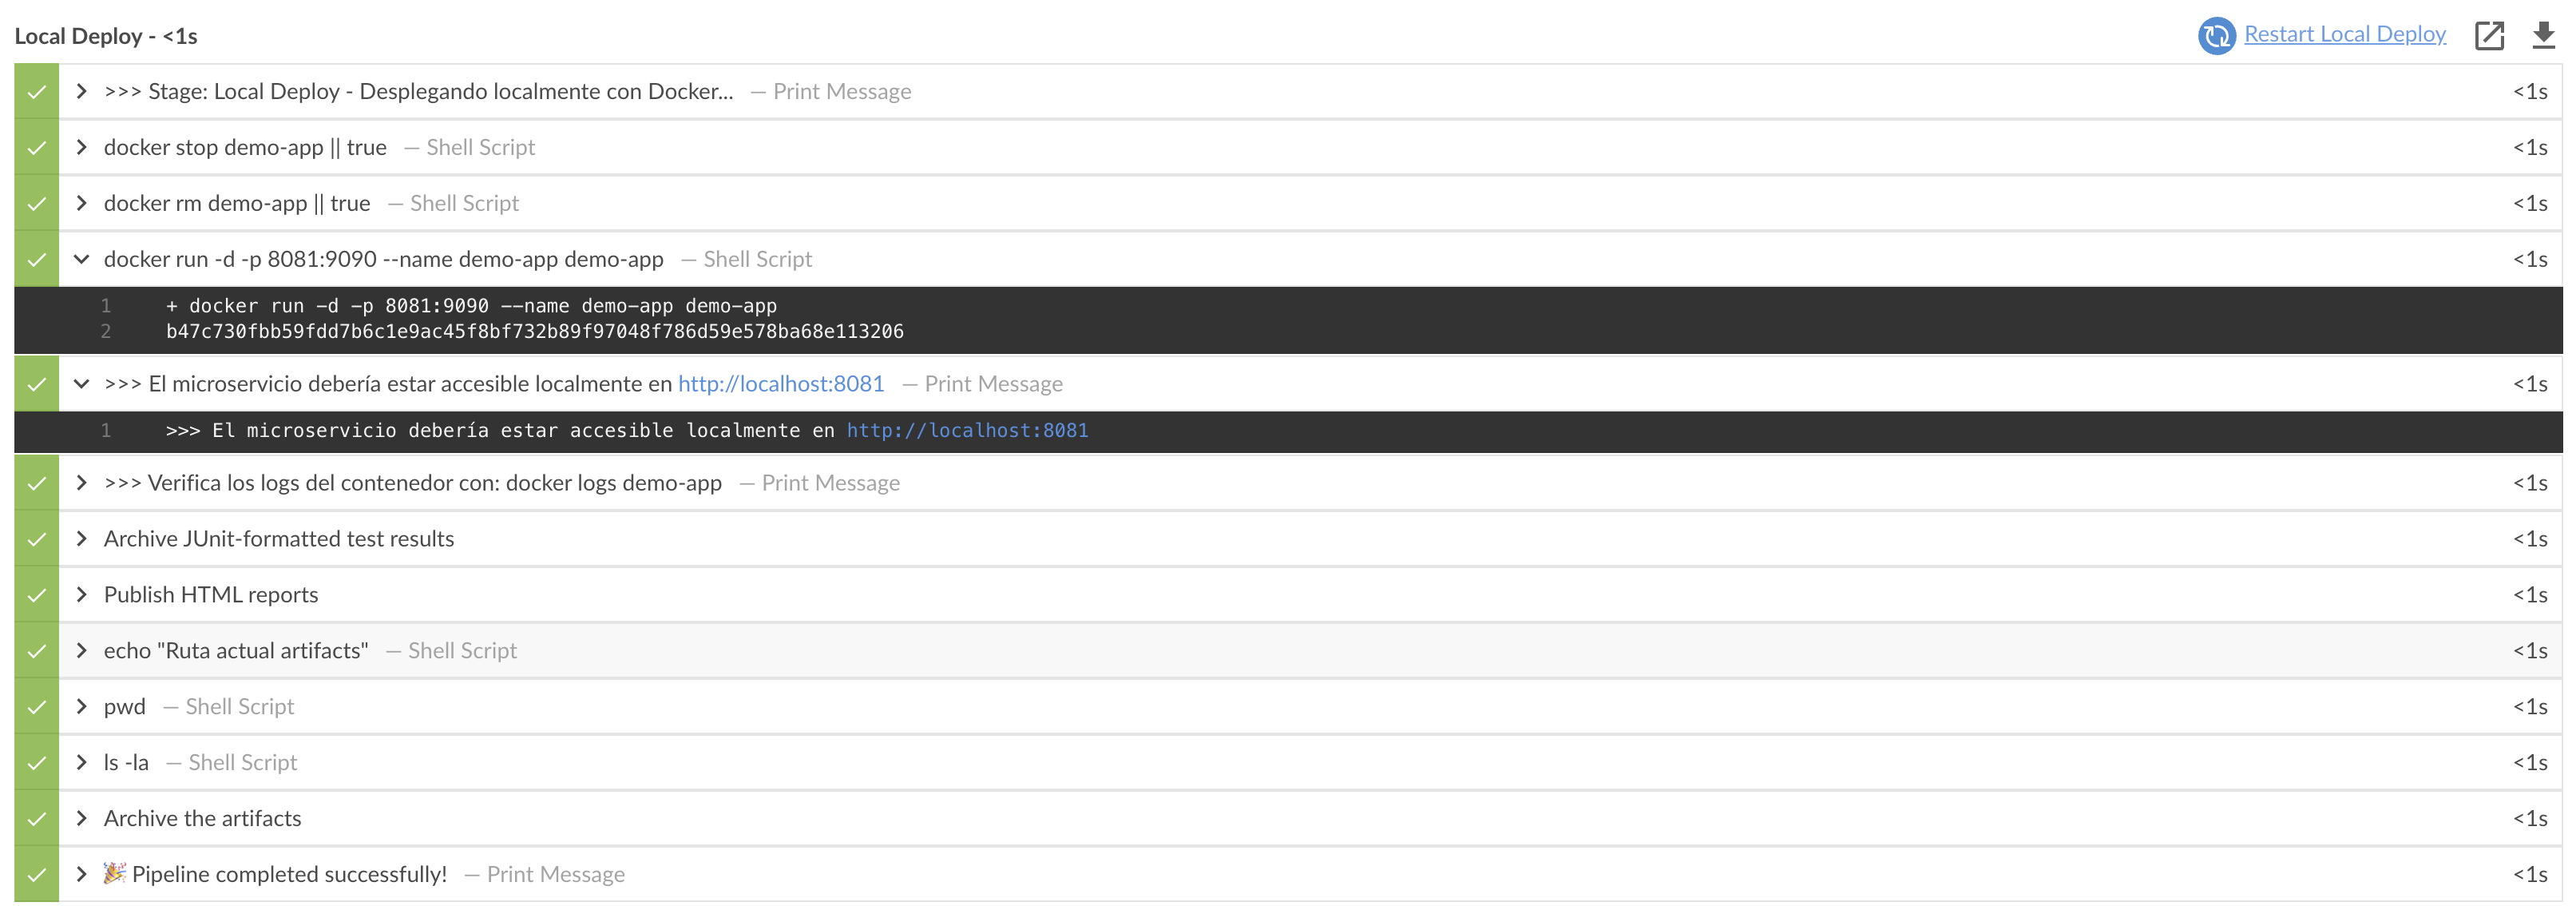 Local Deploy - <1s
Restart Local Deploy
>>> Stage: Local Deploy - Desplegando localmente con Docker... — Print Message <1s
docker stop demo-app || true — Shell Script <1s
docker rm demo-app || true — Shell Script <1s
docker run -d -p 8081:9090 --name demo-app demo-app — Shell Script <1s
1 + docker run -d -p 8081:9090 --name demo-app demo-app
2 b47c730fbb59fdd7b6c1e9ac45f8bf732b89f97048f786d59e578ba68e113206
>>> El microservicio debería estar accesible localmente en http://localhost:8081 — Print Message <1s
1 >>> El microservicio debería estar accesible localmente en http://localhost:8081
>>> Verifica los logs del contenedor con: docker logs demo-app — Print Message <1s
Archive JUnit-formatted test results <1s
Publish HTML reports <1s
echo "Ruta actual artifacts" — Shell Script <1s
pwd — Shell Script <1s
ls -la — Shell Script <1s
Archive the artifacts <1s
🎉 Pipeline completed successfully! — Print Message <1s